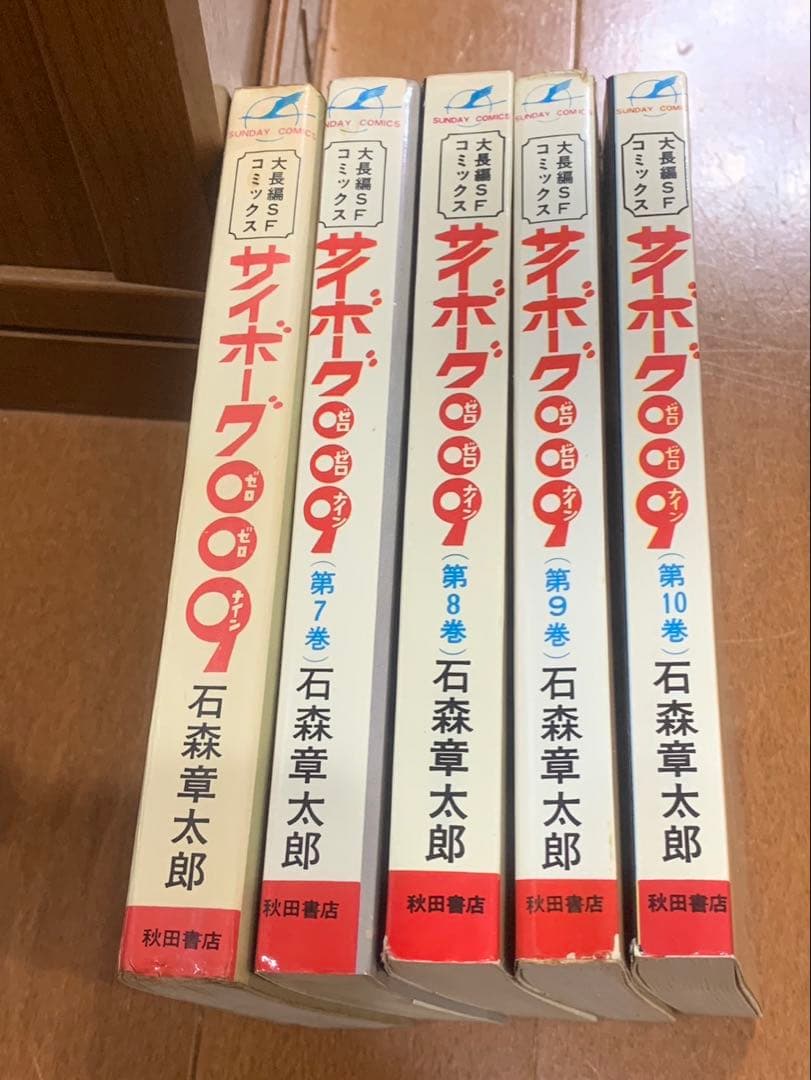 SUNDAY COMICS
大長編SF
コミックス
サイボーグ009
ゼロ
ゼロ
ナイン
石森章太郎
秋田書店
NDAY COMICS
大長編SF
コミックス
サイボーグ009
ゼロ
ゼロ
ナイン
(第7巻)
石森章太郎
秋田書店
SUNDAY COMICS
大長編SF
コミックス
サイボーグ009
ゼロ
ゼロ
ナイン
(第8巻)
石森章太郎
秋田書店
SUNDAY COMICS
大長編SF
コミックス
サイボーグ009
ゼロ
ゼロ
ナイン
(第9巻)
石森章太郎
秋田書店
SUNDAY COMIC
大長編SF
コミックス
サイボーグ009
ゼロ
ゼロ
ナイン
(第10巻)
石森章太郎
秋田書店